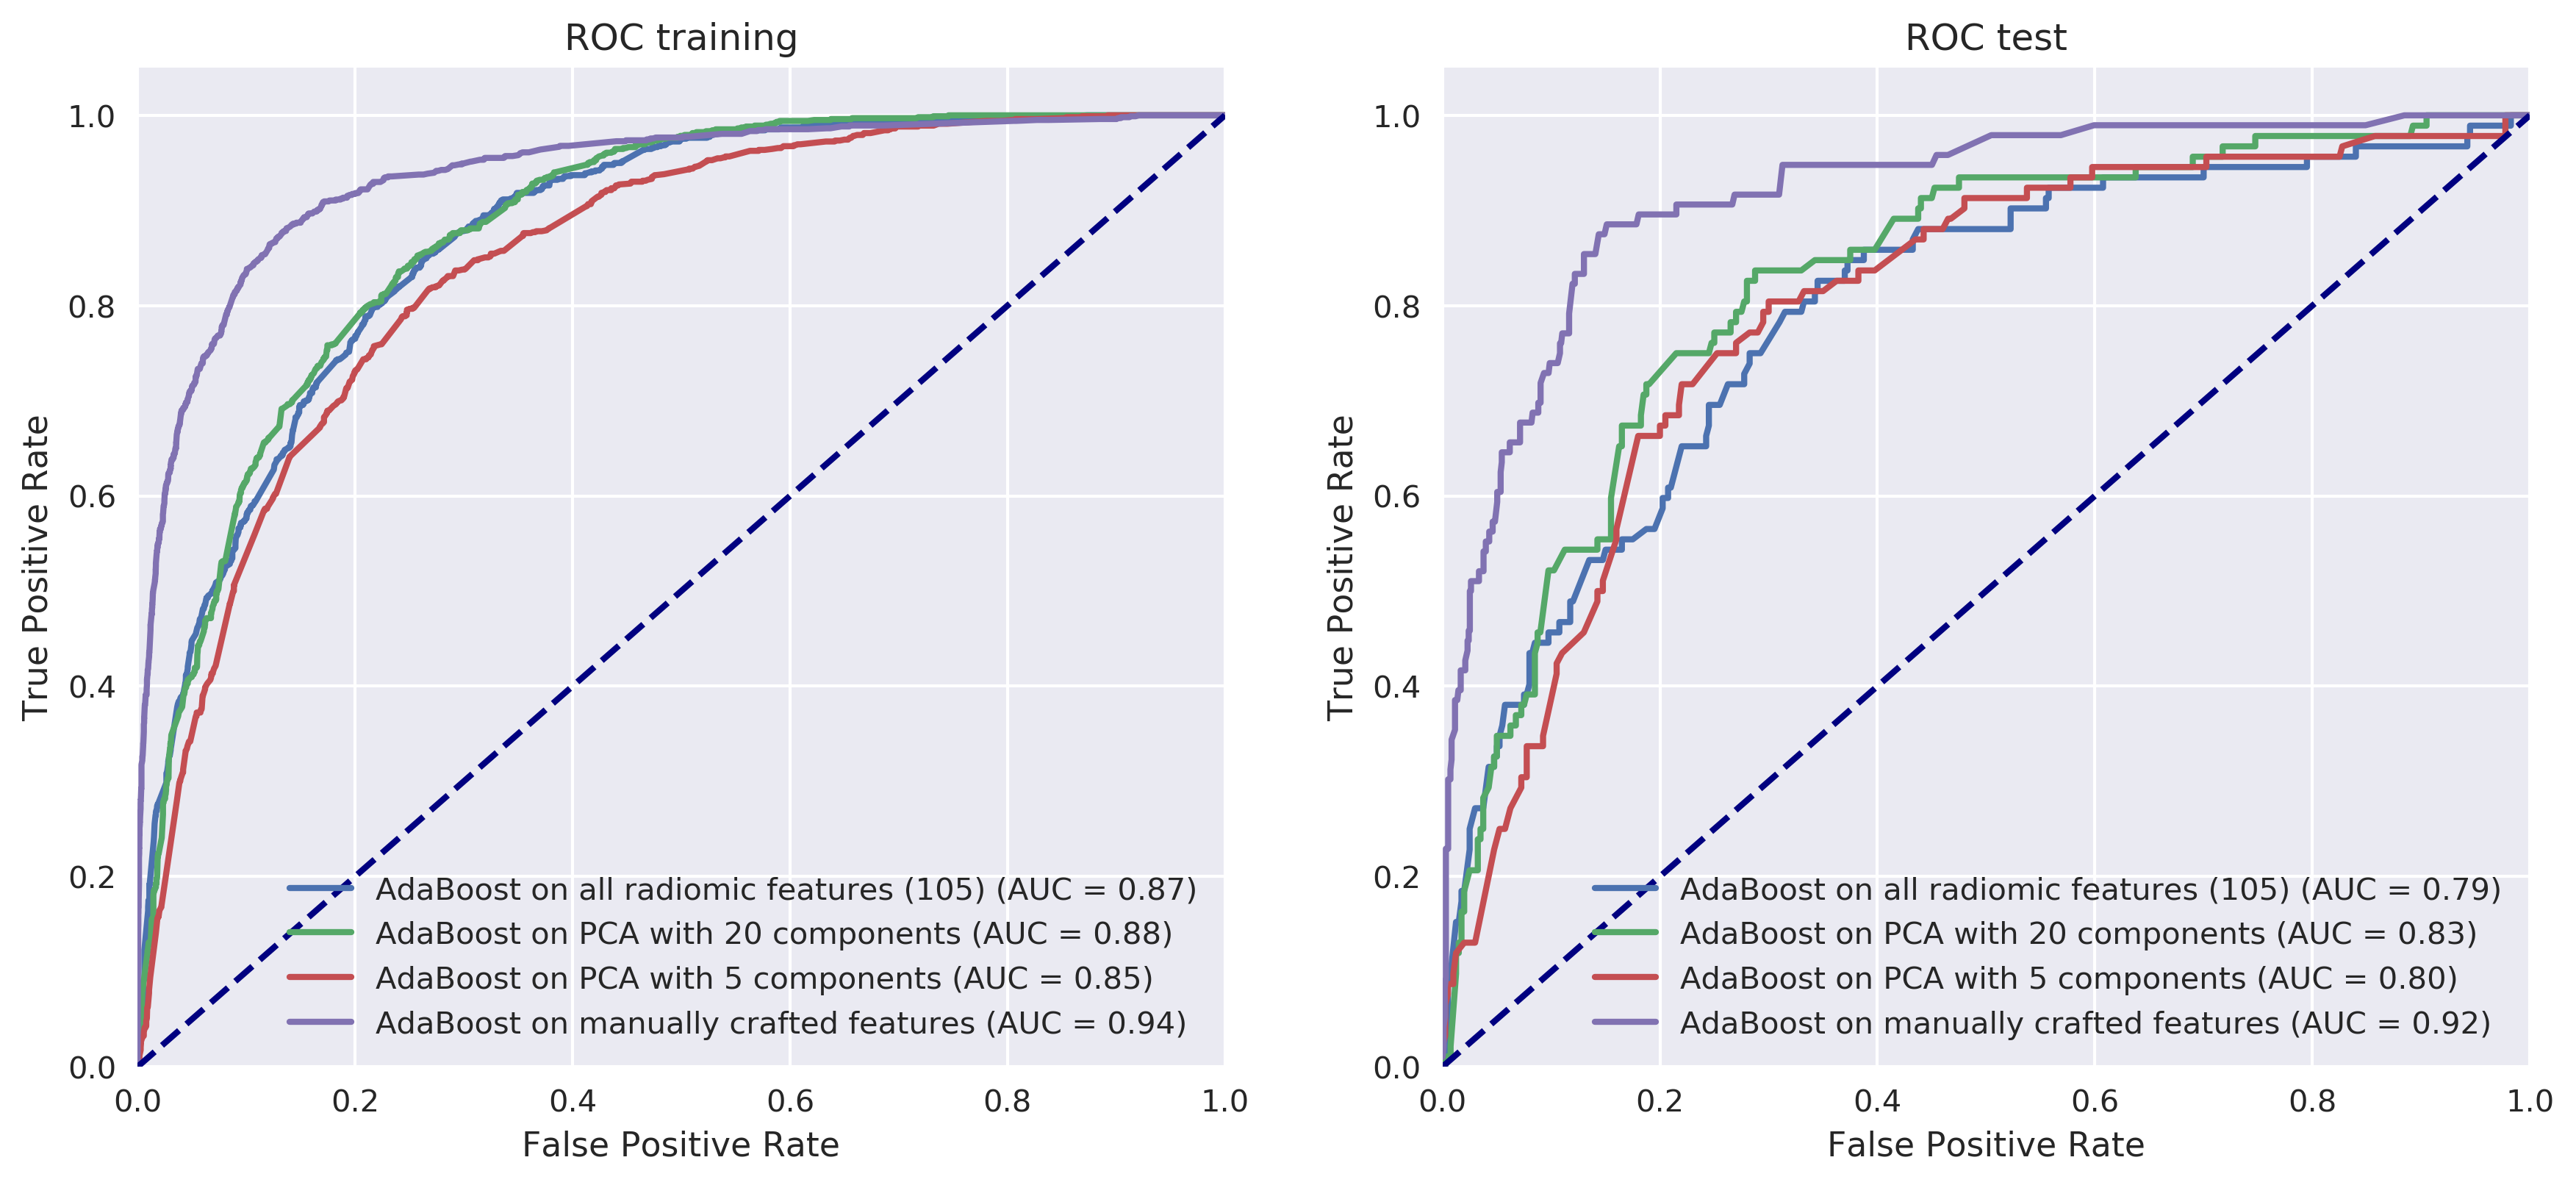 ROC training
1.0
0.8
0.6
0.4
0.2
0.0
True Positive Rate
AdaBoost on all radiomic features (105) (AUC = 0.87)
AdaBoost on PCA with 20 components (AUC = 0.88)
AdaBoost on PCA with 5 components (AUC = 0.85)
AdaBoost on manually crafted features (AUC = 0.94)
0.0 0.2 0.4 0.6 0.8 1.0
False Positive Rate
ROC test
1.0
0.8
0.6
0.4
0.2
0.0
True Positive Rate
AdaBoost on all radiomic features (105) (AUC = 0.79)
AdaBoost on PCA with 20 components (AUC = 0.83)
AdaBoost on PCA with 5 components (AUC = 0.80)
AdaBoost on manually crafted features (AUC = 0.92)
0.0 0.2 0.4 0.6 0.8 1.0
False Positive Rate